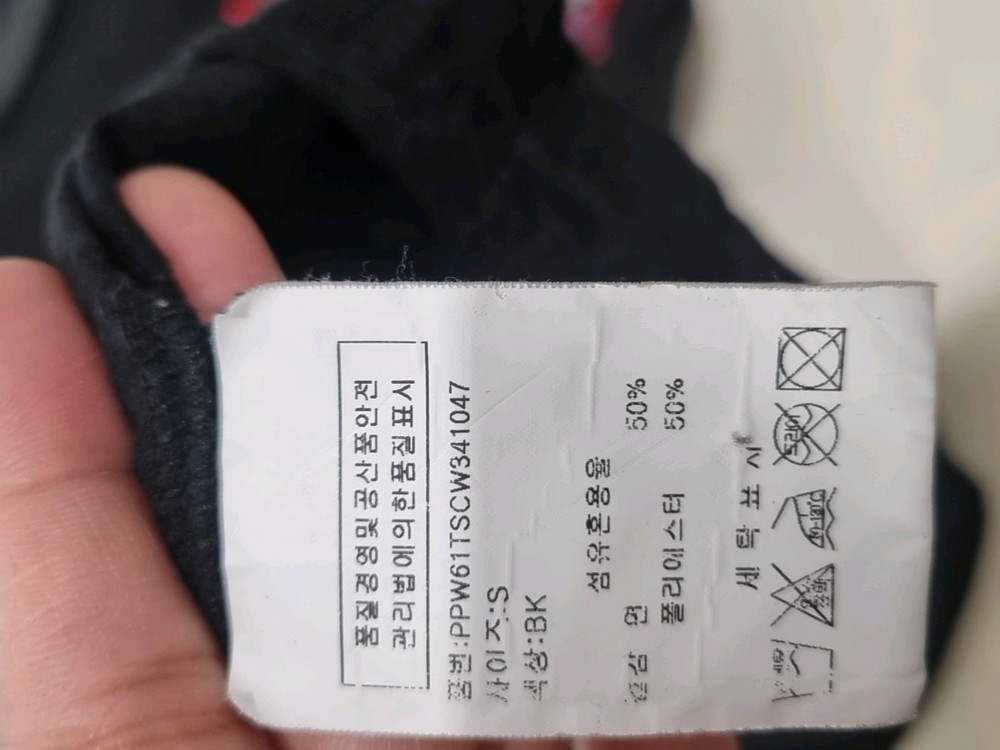 품질경영및공산품안전
관리법에의한품질표시
품번:PPW61TSCW341047
사이즈:S
색상:BK
섬유혼용율
겉감 면 50%
폴리에스터 50%
세 탁 표 시
드라이